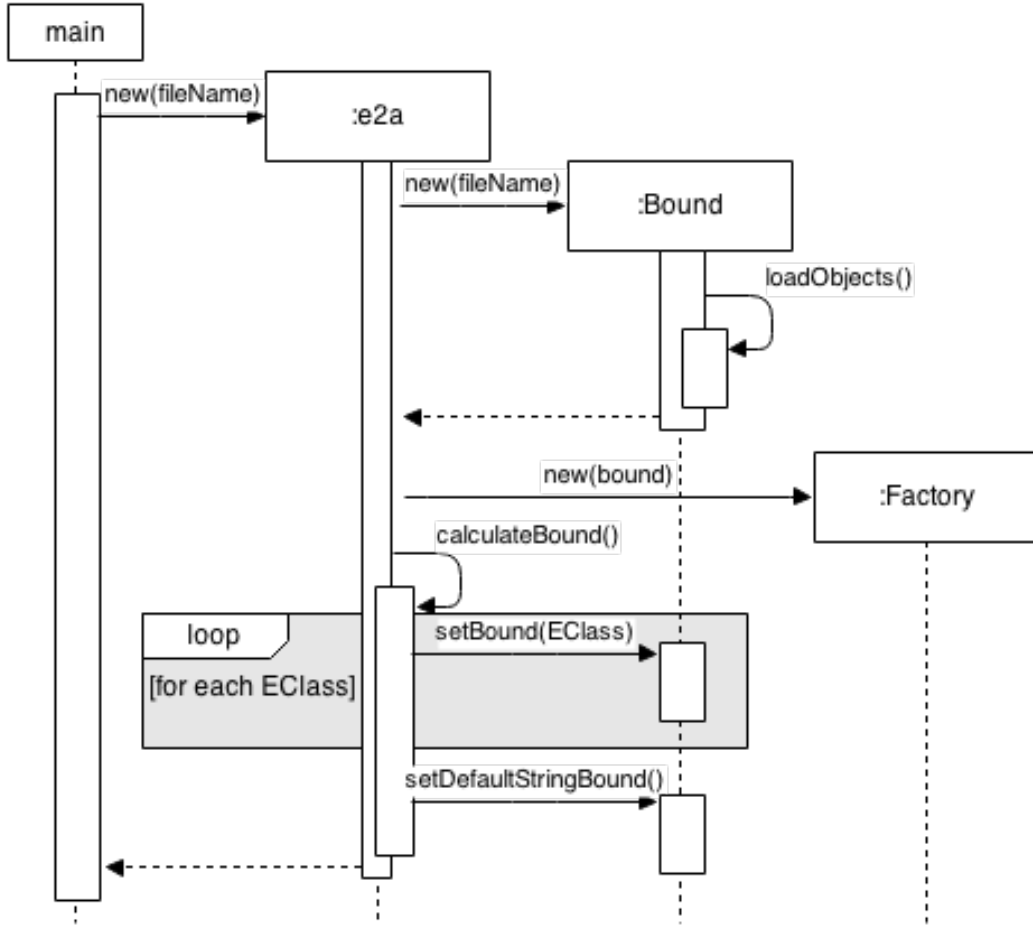 main
new(fileName)
:e2a
new(fileName)
:Bound
loadObjects()
new(bound)
:Factory
calculateBound()
loop
setBound(EClass)
[for each EClass]
setDefaultStringBound()